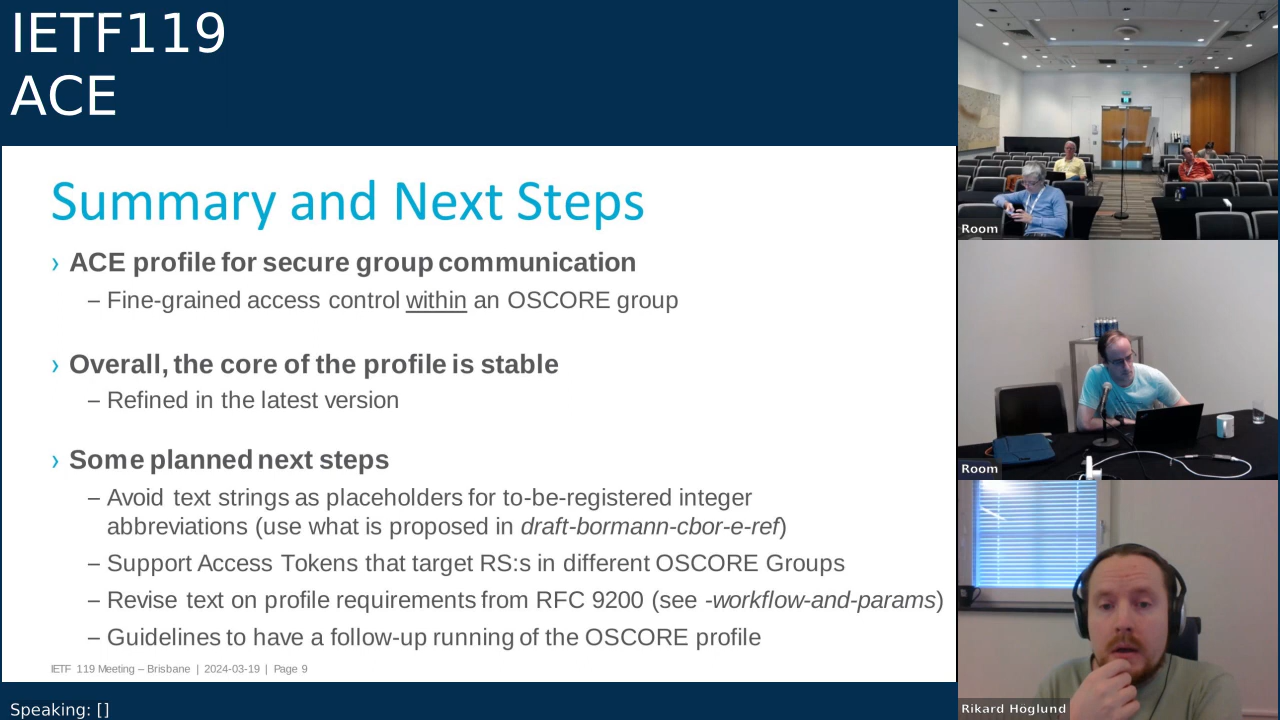 IETF119
ACE
Summary and Next Steps
› ACE profile for secure group communication
– Fine-grained access control within an OSCORE group
› Overall, the core of the profile is stable
– Refined in the latest version
› Some planned next steps
– Avoid text strings as placeholders for to-be-registered integer
abbreviations (use what is proposed in draft-bormann-cbor-e-ref)
– Support Access Tokens that target RS:s in different OSCORE Groups
– Revise text on profile requirements from RFC 9200 (see -workflow-and-params)
– Guidelines to have a follow-up running of the OSCORE profile
IETF 119 Meeting – Brisbane | 2024-03-19 | Page 9
Speaking: []
Room
Room
Rikard Hoglund